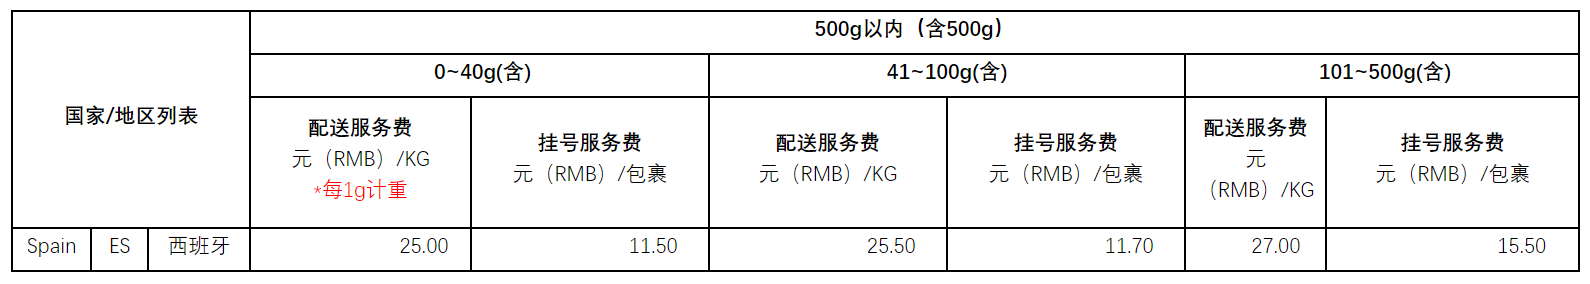 500g以内（含500g）
国家/地区列表
0~40g(含)
41~100g(含)
101~500g(含)
配送服务费
元（RMB）/KG
*每1g计重
挂号服务费
元（RMB）/包裹
配送服务费
元（RMB）/KG
挂号服务费
元（RMB）/包裹
配送服务费
元
（RMB）/KG
挂号服务费
元（RMB）/包裹
Spain ES 西班牙 25.00 11.50 25.50 11.70 27.00 15.50